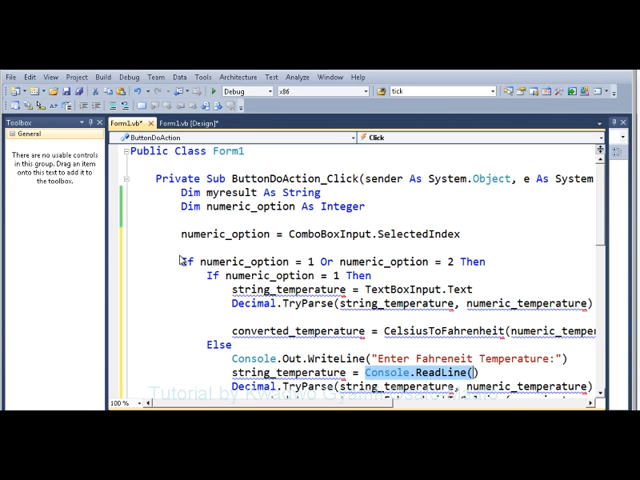 File Edit View Project Build Debug Team Data Tools Architecture Test Analyze Window Help
Debug x86 tick
Toolbox Form1.vb* × Form1.vb [Design]*
General
ButtonDoAction Click
There are no usable controls
in this group. Drag an item
onto this text to add it to
the toolbox.
Public Class Form1
Private Sub ButtonDoAction_Click(sender As System.Object, e As System
Dim myresult As String
Dim numeric_option As Integer
numeric_option = ComboBoxInput.SelectedIndex
If numeric_option = 1 Or numeric_option = 2 Then
If numeric_option = 1 Then
string_temperature = TextBoxInput.Text
Decimal.TryParse(string_temperature, numeric_temperature)
converted_temperature = CelsiusToFahrenheit(numeric_temper
Else
Console.Out.WriteLine("Enter Fahreneit Temperature:")
string_temperature = Console.ReadLine()
Decimal.TryParse(string_temperature, numeric_temperature)
Tutorial by
100 %